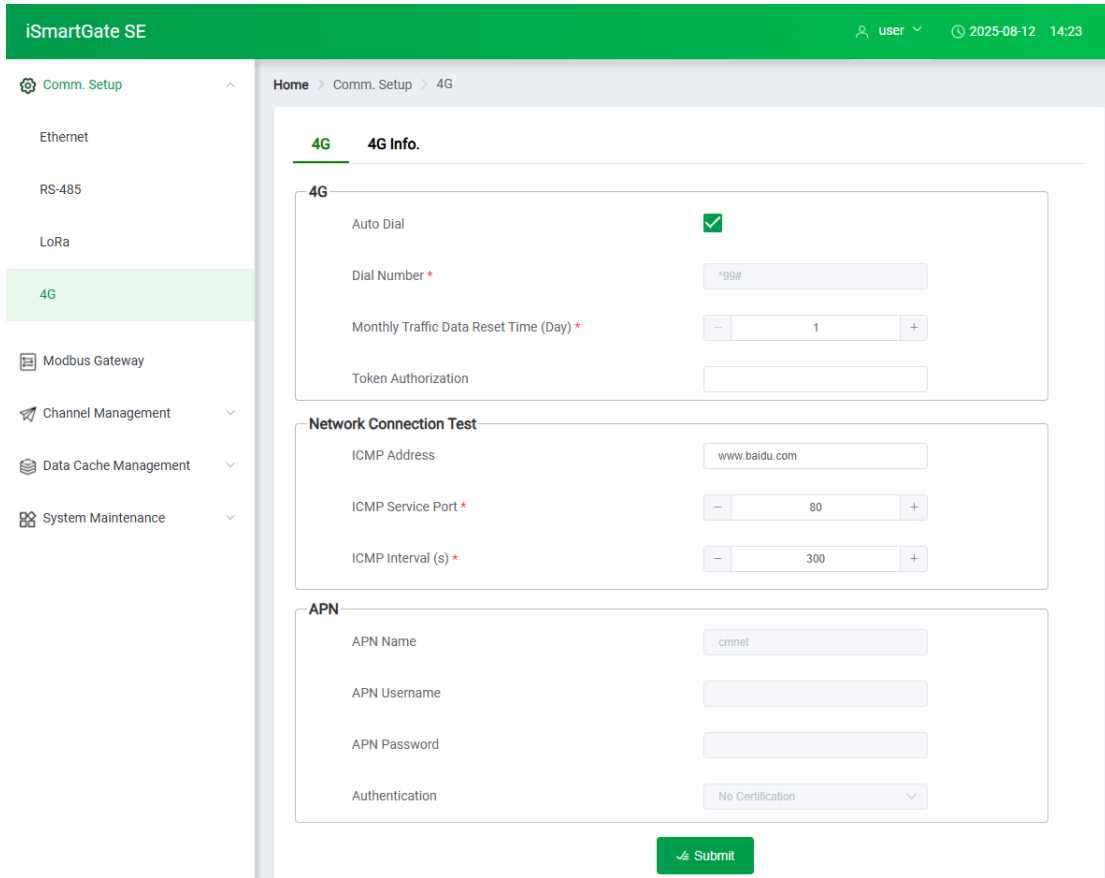 iSmartGate SE
user
2025-08-12 14:23
Comm. Setup
Ethernet
RS-485
LoRa
4G
Modbus Gateway
Channel Management
Data Cache Management
System Maintenance
Home > Comm. Setup > 4G
4G
4G Info.
4G
Auto Dial
Dial Number * *99#
Monthly Traffic Data Reset Time (Day) * − 1 +
Token Authorization
Network Connection Test
ICMP Address www.baidu.com
ICMP Service Port * − 80 +
ICMP Interval (s) * − 300 +
APN
APN Name cmnet
APN Username
APN Password
Authentication No Certification
Submit